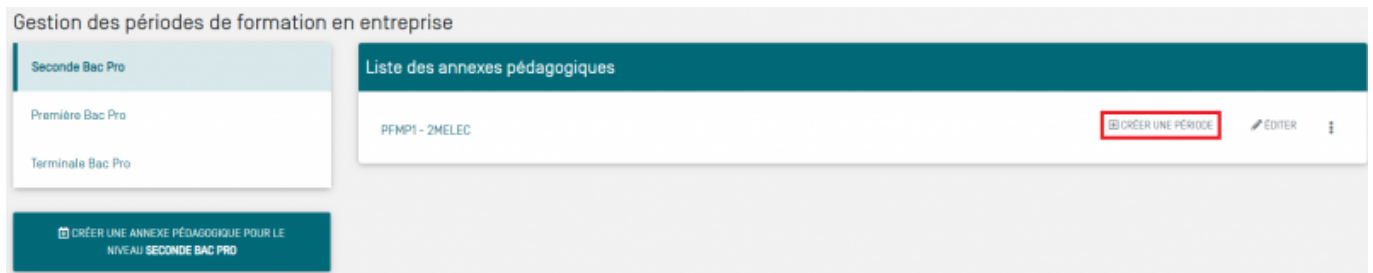 Gestion des périodes de formation en entreprise
Seconde Bac Pro
Première Bac Pro
Terminale Bac Pro
CRÉER UNE ANNEXE PÉDAGOGIQUE POUR LE
NIVEAU SECONDE BAC PRO
Liste des annexes pédagogiques
PFMP1 - 2MELEC
CRÉER UNE PÉRIODE
ÉDITER